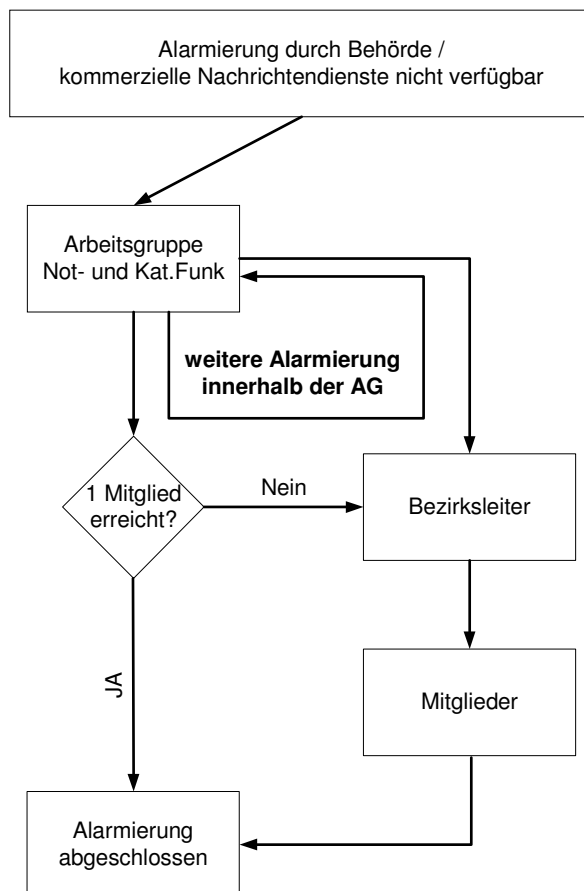 Alarmierung durch Behörde /
kommerzielle Nachrichtendienste nicht verfügbar
Arbeitsgruppe
Not- und Kat.Funk
weitere Alarmierung
innerhalb der AG
1 Mitglied
erreicht?
Nein
Bezirksleiter
JA
Mitglieder
Alarmierung
abgeschlossen